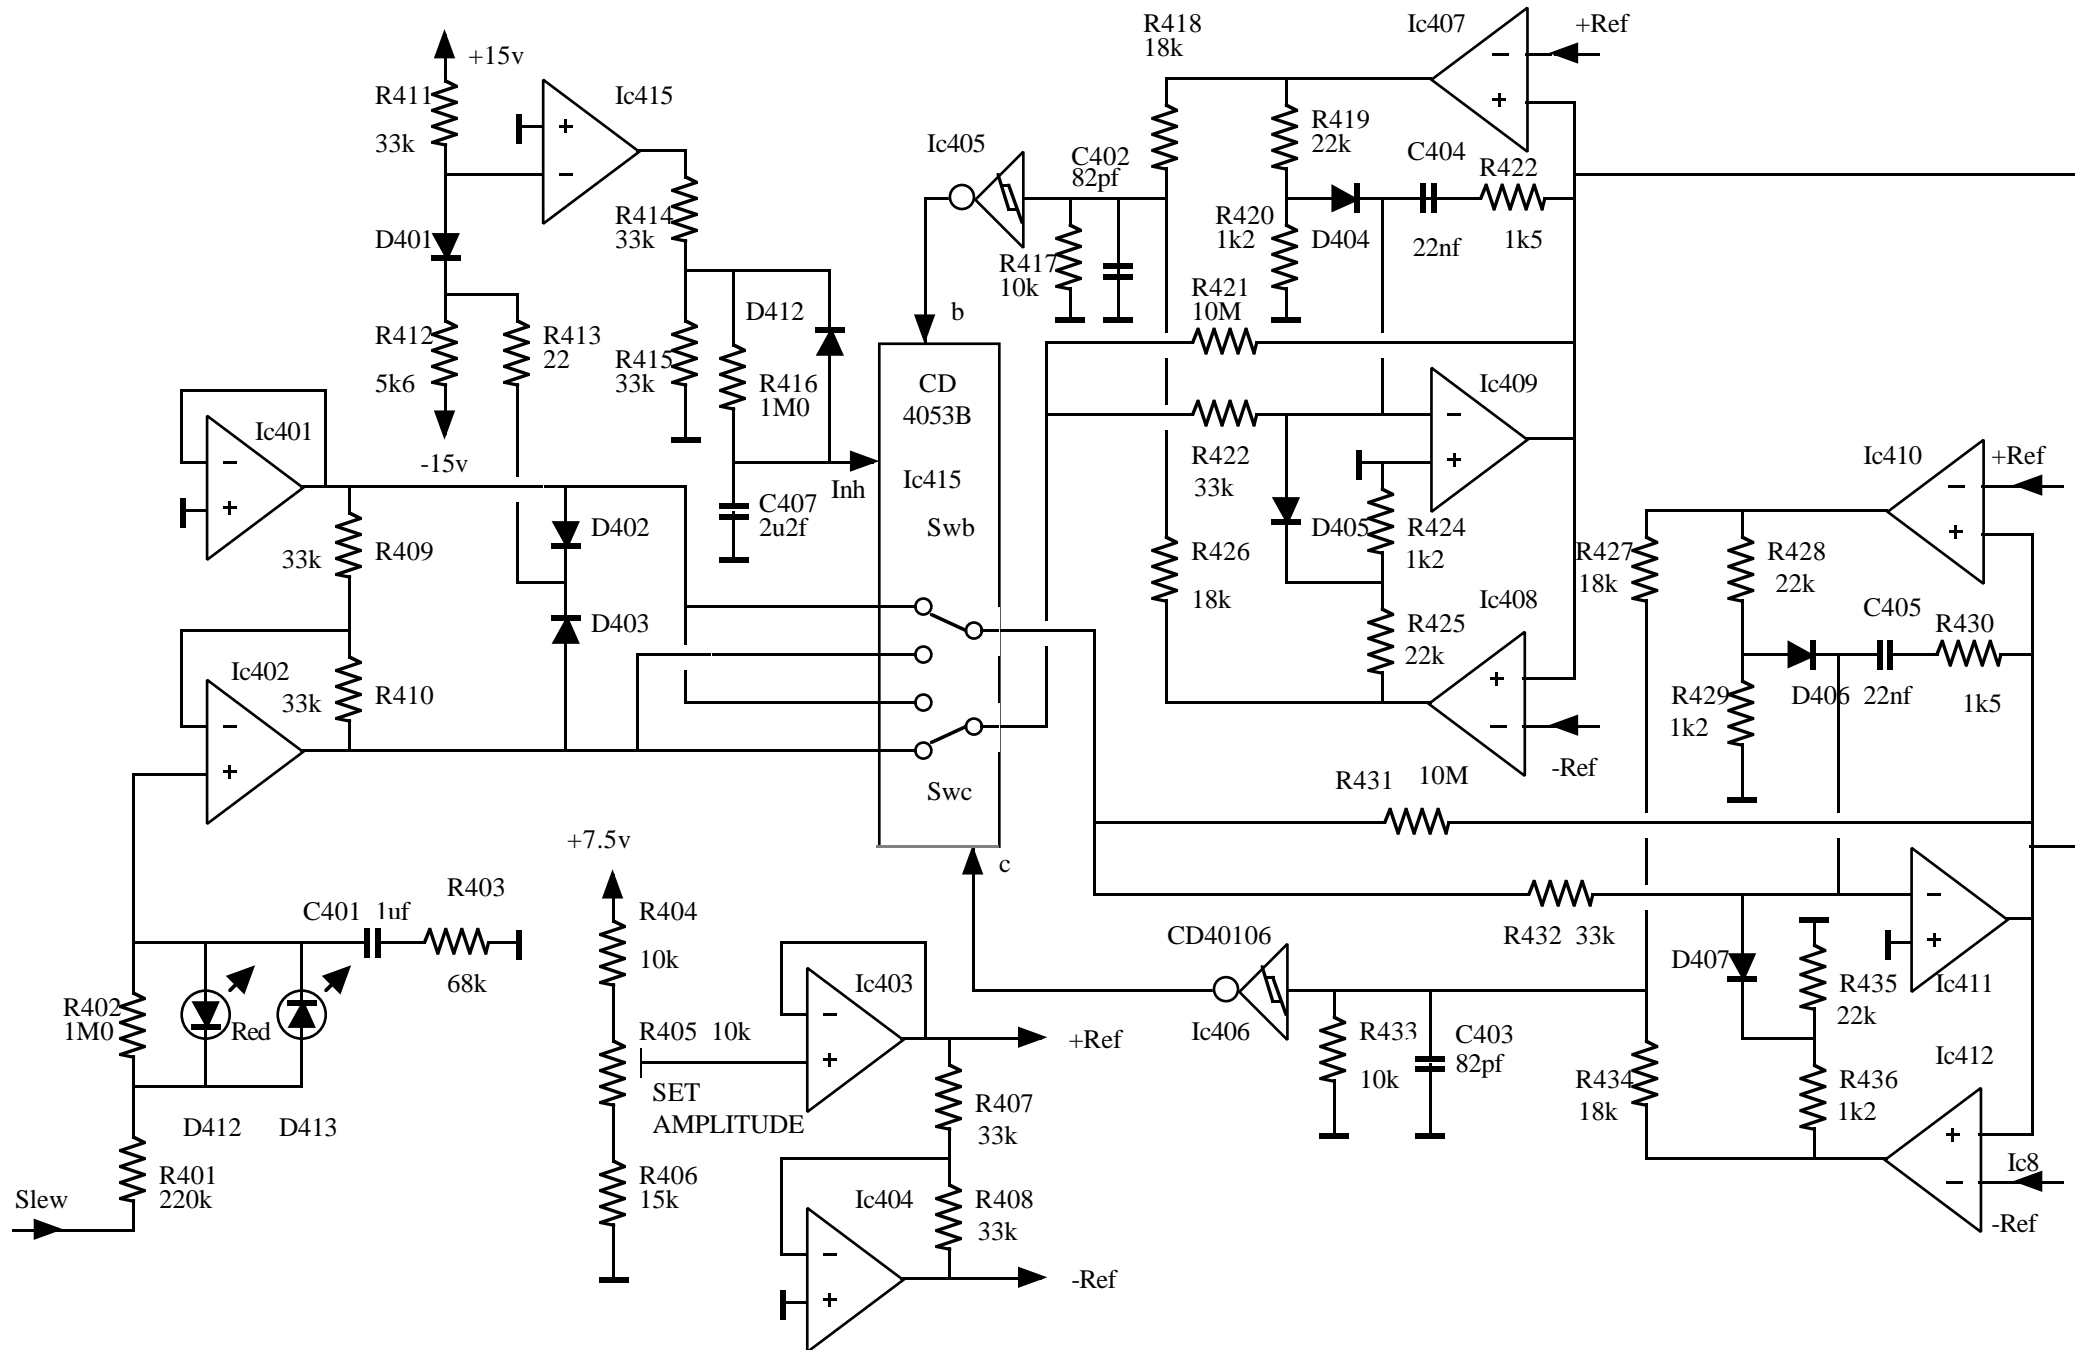 R418
18k
Ic407
+Ref
−
+
+15v
R411
33k
Ic415
+
−
Ic405
C402
82pf
R419
22k
C404
R422
22nf
1k5
R420
1k2
D404
R417
10k
R414
33k
D401
R412
5k6
-15v
R413
22
R415
33k
D412
R416
1M0
C407
2u2f
Inh
b
CD
4053B
Ic415
Swb
Swc
c
R421
10M
R422
33k
Ic409
−
+
D405
R424
1k2
R425
22k
R426
18k
Ic408
+
−
-Ref
Ic401
−
+
33k
R409
D402
D403
Ic402
33k
R410
−
+
Ic410
+Ref
−
+
R427
18k
R428
22k
C405
R430
D406
22nf
1k5
R429
1k2
R431
10M
R432 33k
D407
−
+
Ic411
R435
22k
R436
1k2
Ic412
+
−
Ic8
-Ref
R434
18k
CD40106
Ic406
R433
10k
C403
82pf
+7.5v
R404
10k
R405 10k
SET
AMPLITUDE
R406
15k
Ic403
−
+
+Ref
R407
33k
Ic404
R408
33k
−
+
-Ref
C401
1uf
R403
68k
R402
1M0
Red
D412
D413
R401
220k
Slew